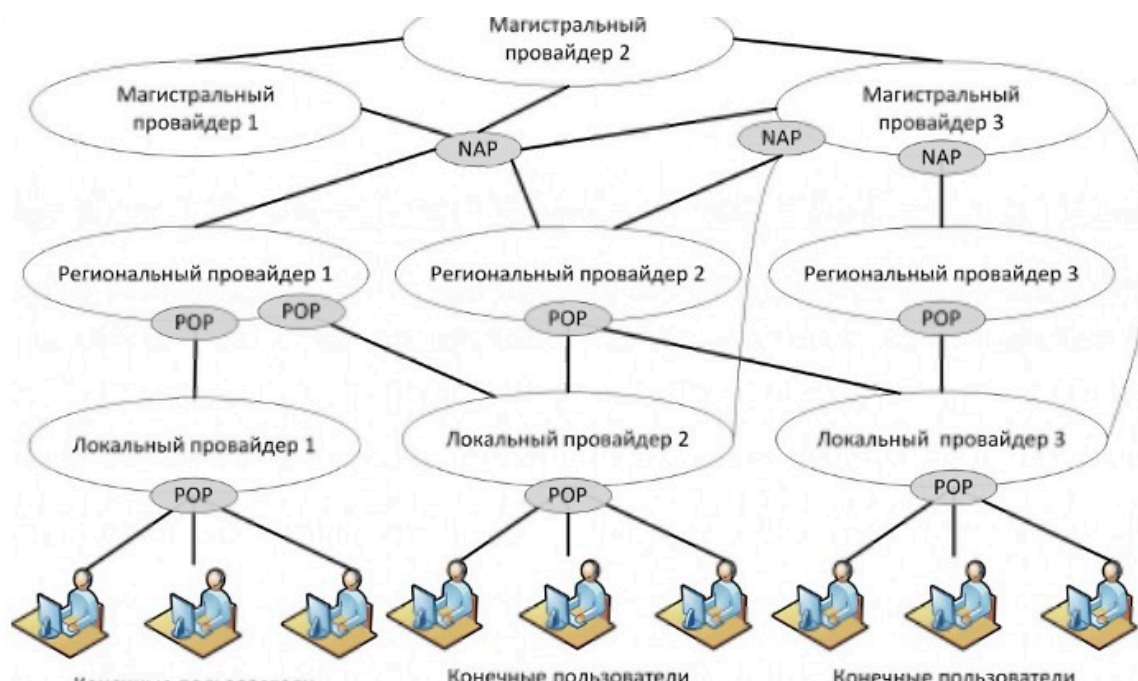 Магистральный
провайдер 2
Магистральный
провайдер 1
Магистральный
провайдер 3
NAP
NAP
NAP
Региональный провайдер 1
Региональный провайдер 2
Региональный провайдер 3
POP
POP
POP
POP
Локальный провайдер 1
Локальный провайдер 2
Локальный провайдер 3
POP
POP
POP
Конечные пользователи
Конечные пользователи
Конечные пользователи